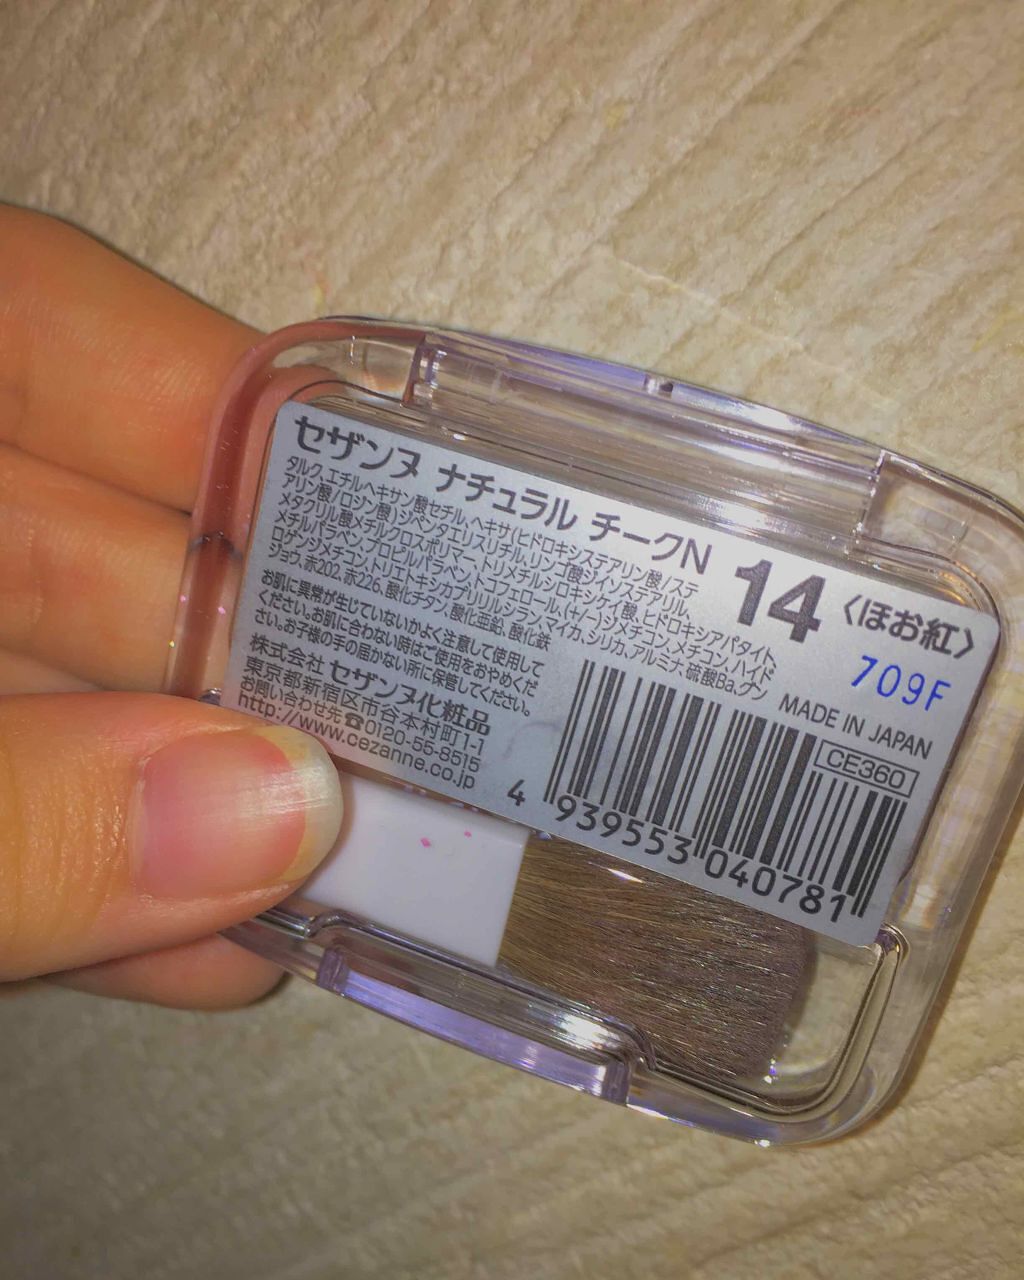 セザンヌ ナチュラル チークN 14 〈ほお紅〉
タルク、エチルヘキサン酸セチル、ヘキサ(ヒドロキシステアリン酸/ステ
アリン酸/ロジン酸)ジペンタエリスリチル、リンゴ酸ジイソステアリル、
メタクリル酸メチルクロスポリマー、トリメチルシロキシケイ酸、ヒドロキシアパタイト、
メチルパラベン、プロピルパラベン、トコフェロール、(+/-)ジメチコン、メチコン、ハイド
ロゲンジメチコン、トリエトキシカプリリルシラン、マイカ、シリカ、アルミナ、硫酸Ba、グン
ジョウ、赤202、赤226、酸化チタン、酸化亜鉛、酸化鉄
お肌に異常が生じていないかよく注意して使用して
ください。お肌に合わない時はご使用をおやめくだ
さい。お子様の手の届かない所に保管してください。
株式会社 セザンヌ化粧品
東京都新宿区市谷本村町1-1
お問い合わせ先☎0120-55-8515
http://www.cezanne.co.jp
709F
MADE IN JAPAN
CE360
4 939553 040781